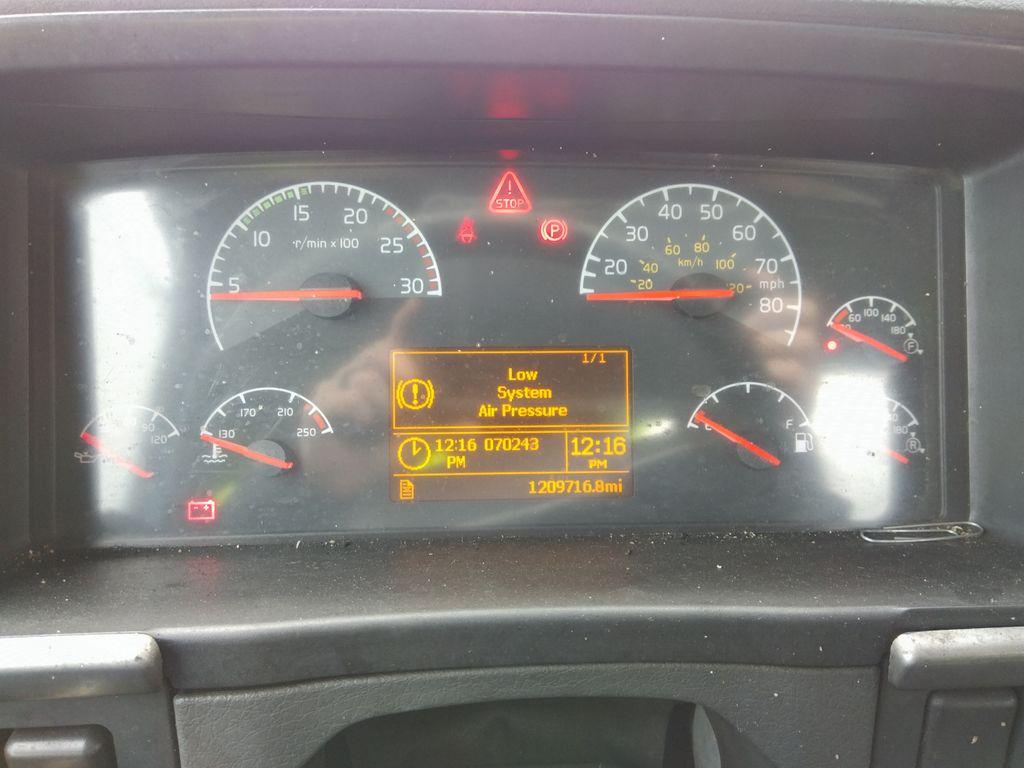 STOP
P
5
10
15
20
25
30
r/min x 100
20
30
40
50
60
70
80
mph
20
40
60
80
100
120
km/h
60
100
140
180
F
1/1
Low
System
Air Pressure
12:16 070243
PM
12:16
PM
1209716.8mi
90
120
130
170
210
250
E
F
180
R
- +